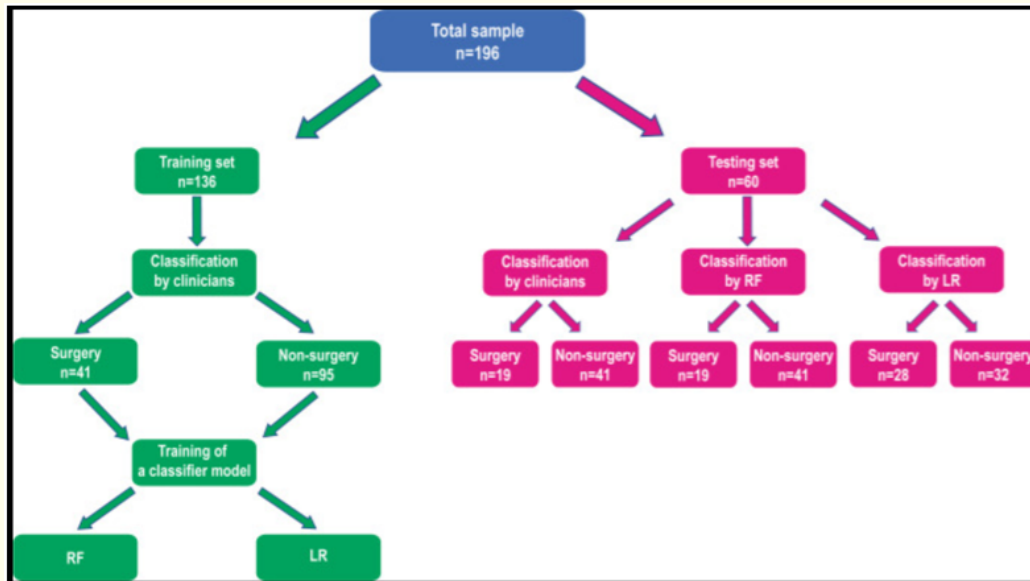 Total sample
n=196
Training set
n=136
Testing set
n=60
Classification
by clinicians
Classification
by clinicians
Classification
by RF
Classification
by LR
Surgery
n=41
Non-surgery
n=95
Surgery
n=19
Non-surgery
n=41
Surgery
n=19
Non-surgery
n=41
Surgery
n=28
Non-surgery
n=32
Training of
a classifier model
RF
LR